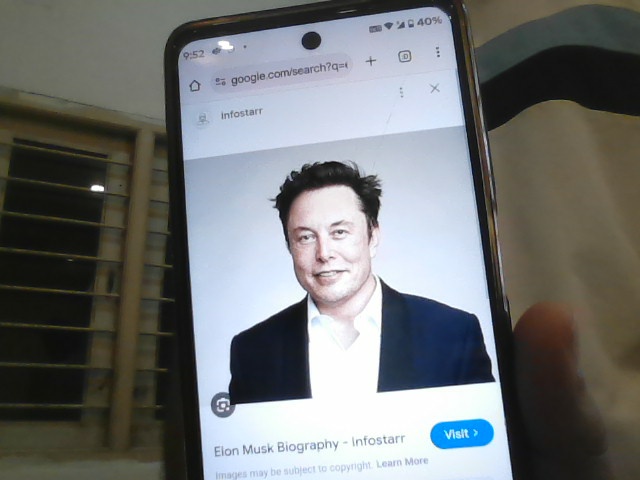 9:52
40%
google.com/search?q=
Infostarr
Elon Musk Biography - Infostarr
Visit >
Images may be subject to copyright. Learn More